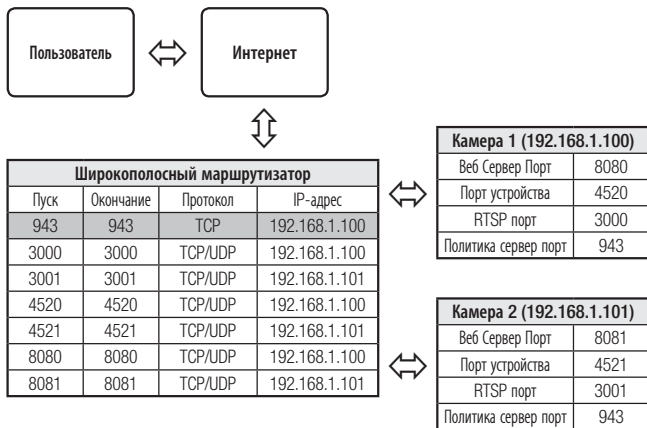 Пользователь
Интернет
Широкополосный маршрутизатор
Пуск Окончание Протокол IP-адрес
943 943 TCP 192.168.1.100
3000 3000 TCP/UDP 192.168.1.100
3001 3001 TCP/UDP 192.168.1.101
4520 4520 TCP/UDP 192.168.1.100
4521 4521 TCP/UDP 192.168.1.101
8080 8080 TCP/UDP 192.168.1.100
8081 8081 TCP/UDP 192.168.1.101
Камера 1 (192.168.1.100)
Веб Сервер Порт 8080
Порт устройства 4520
RTSP порт 3000
Политика сервер порт 943
Камера 2 (192.168.1.101)
Веб Сервер Порт 8081
Порт устройства 4521
RTSP порт 3001
Политика сервер порт 943